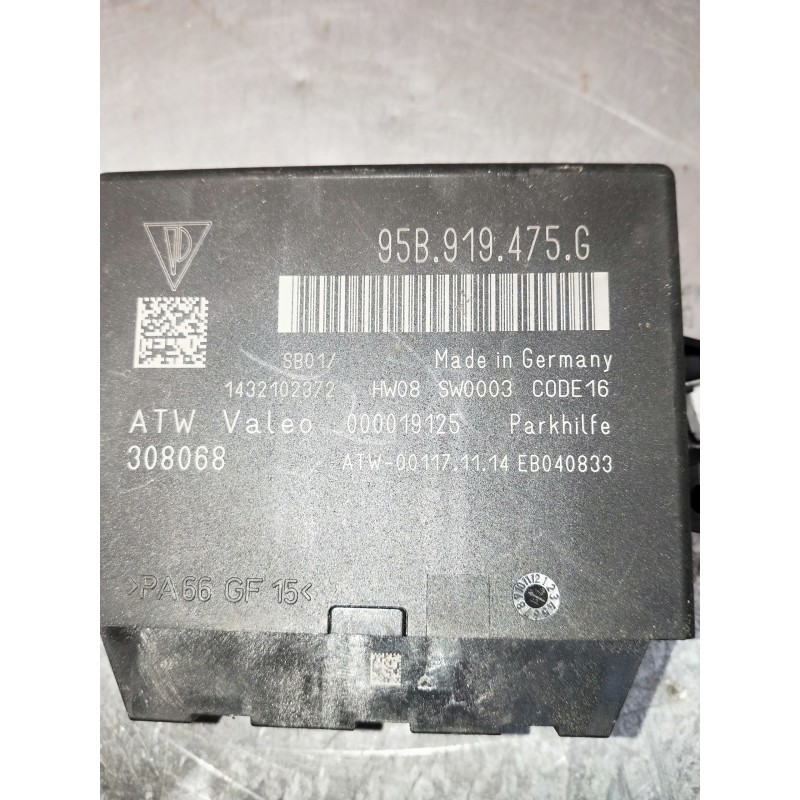 95B.919.475.G
SB01/ Made in Germany
1432102372 HW08 SW0003 CODE16
ATW Valeo 000019125 Parkhilfe
308068 ATW-00117.11.14 EB040833
>PA66 GF 15<